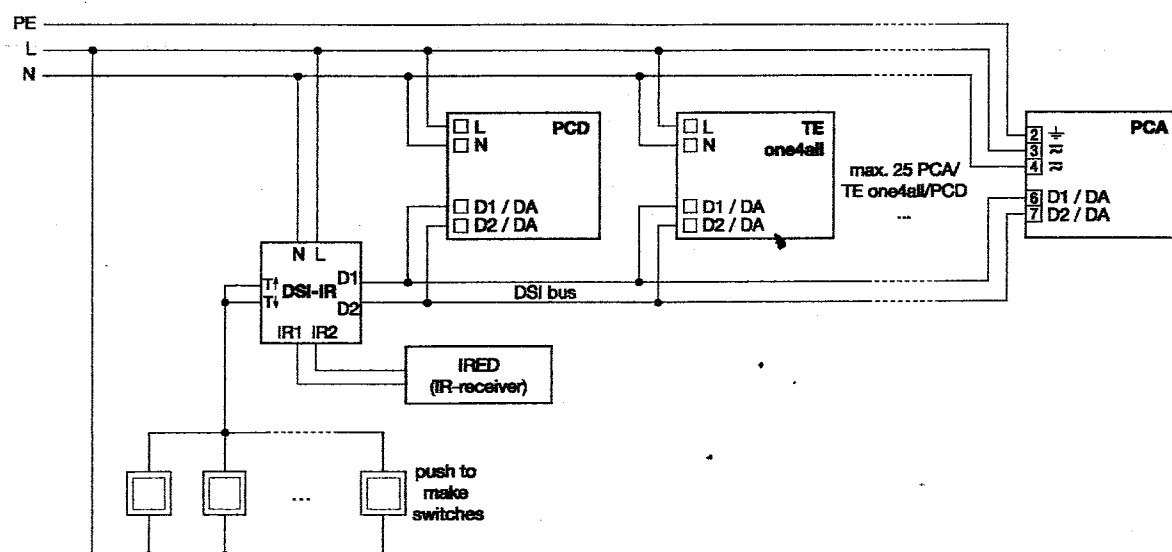 PE
L
N
L PCD
N
D1 / DA
D2 / DA
L TE
N one4all
D1 / DA
D2 / DA
max. 25 PCA/
TE one4all/PCD
...
PCA
2
3
4
6 D1 / DA
7 D2 / DA
N L
T↑ DSI-IR D1
T↓ D2
IR1 IR2
DSI bus
IRED
(IR-receiver)
...
push to
make
switches